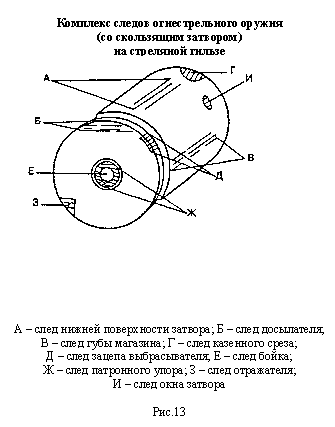 Комплекс следов огнестрельного оружия
(со скользящим затвором)
на стреляной гильзе
Г
А
И
Б
В
Е
Д
З
Ж
А – след нижней поверхности затвора; Б – след досылателя;
В – след губы магазина; Г – след казенного среза;
Д – след зацепа выбрасывателя; Е – след бойка;
Ж – след патронного упора; З – след отражателя;
И – след окна затвора
Рис.13